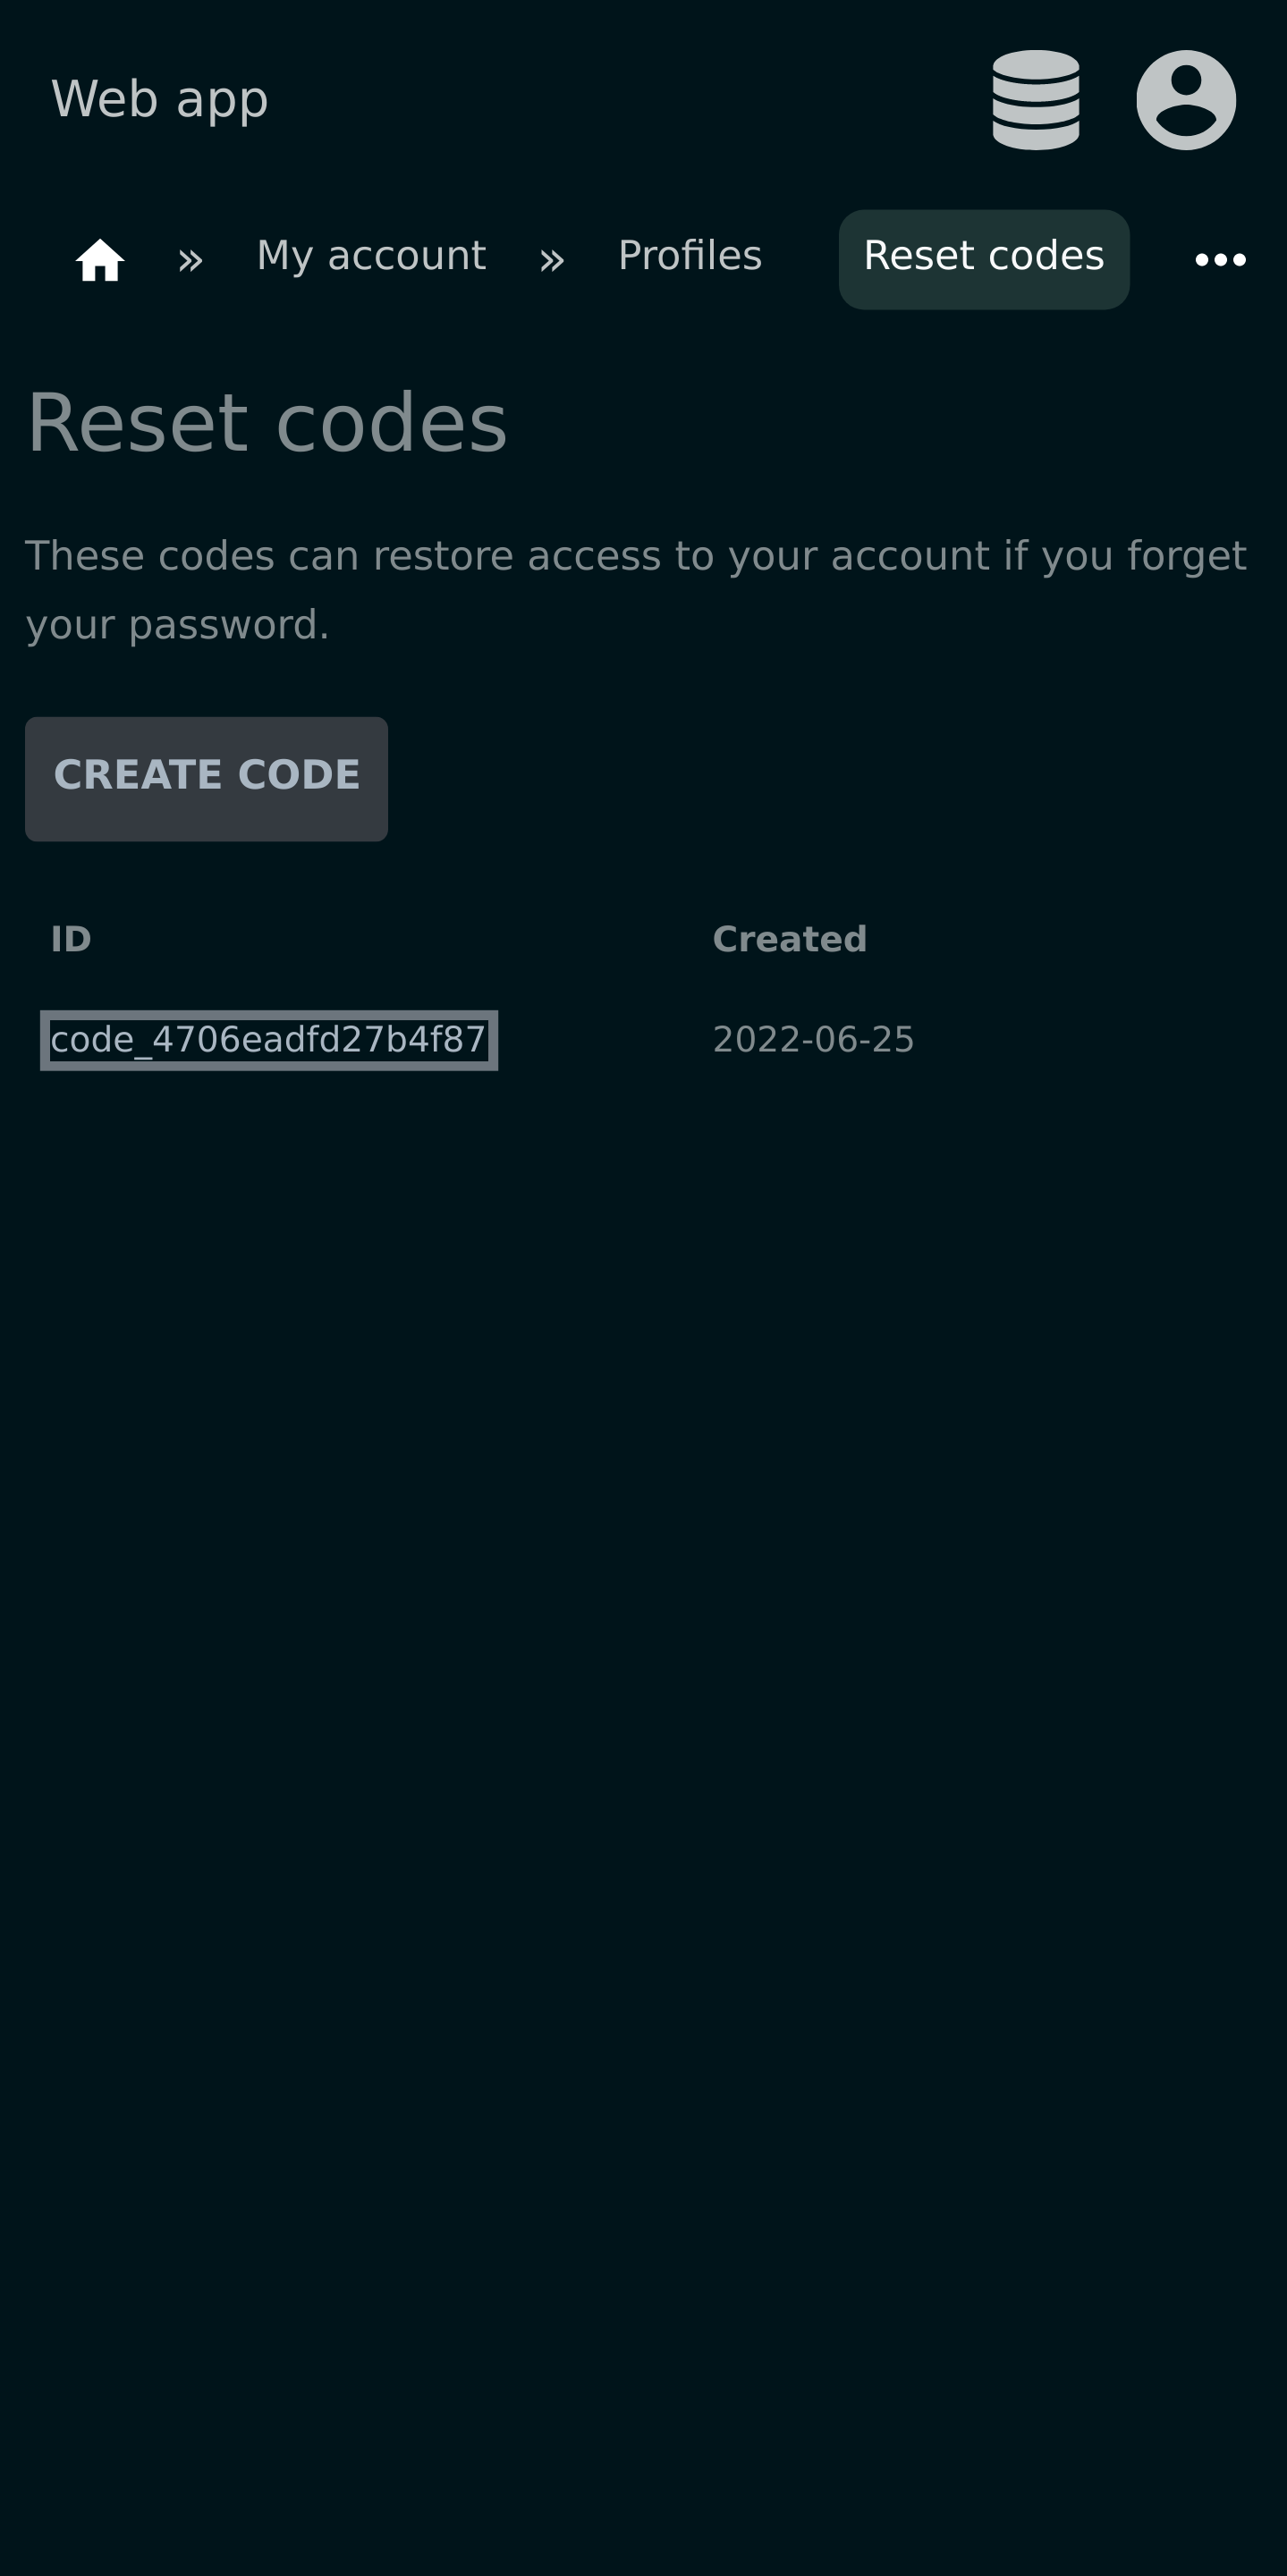 Web app
» My account » Profiles Reset codes
Reset codes
These codes can restore access to your account if you forget
your password.
CREATE CODE
ID Created
code_4706eadfd27b4f87 2022-06-25